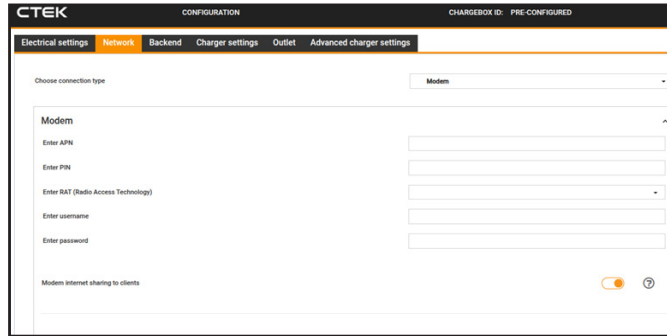 CTEK CONFIGURATION CHARGEBOX ID: PRE-CONFIGURED
Electrical settings Network Backend Charger settings Outlet Advanced charger settings
Choose connection type Modem
Modem
Enter APN
Enter PIN
Enter RAT (Radio Access Technology)
Enter username
Enter password
Modem internet sharing to clients ?